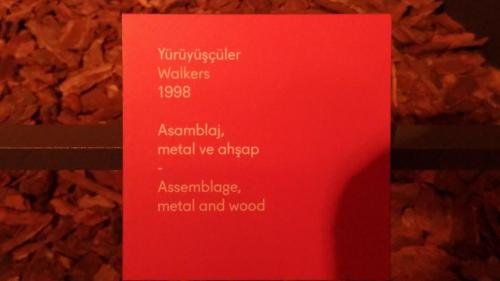 Yürüyüşçüler
Walkers
1998
Asamblaj,
metal ve ahşap
-
Assemblage,
metal and wood